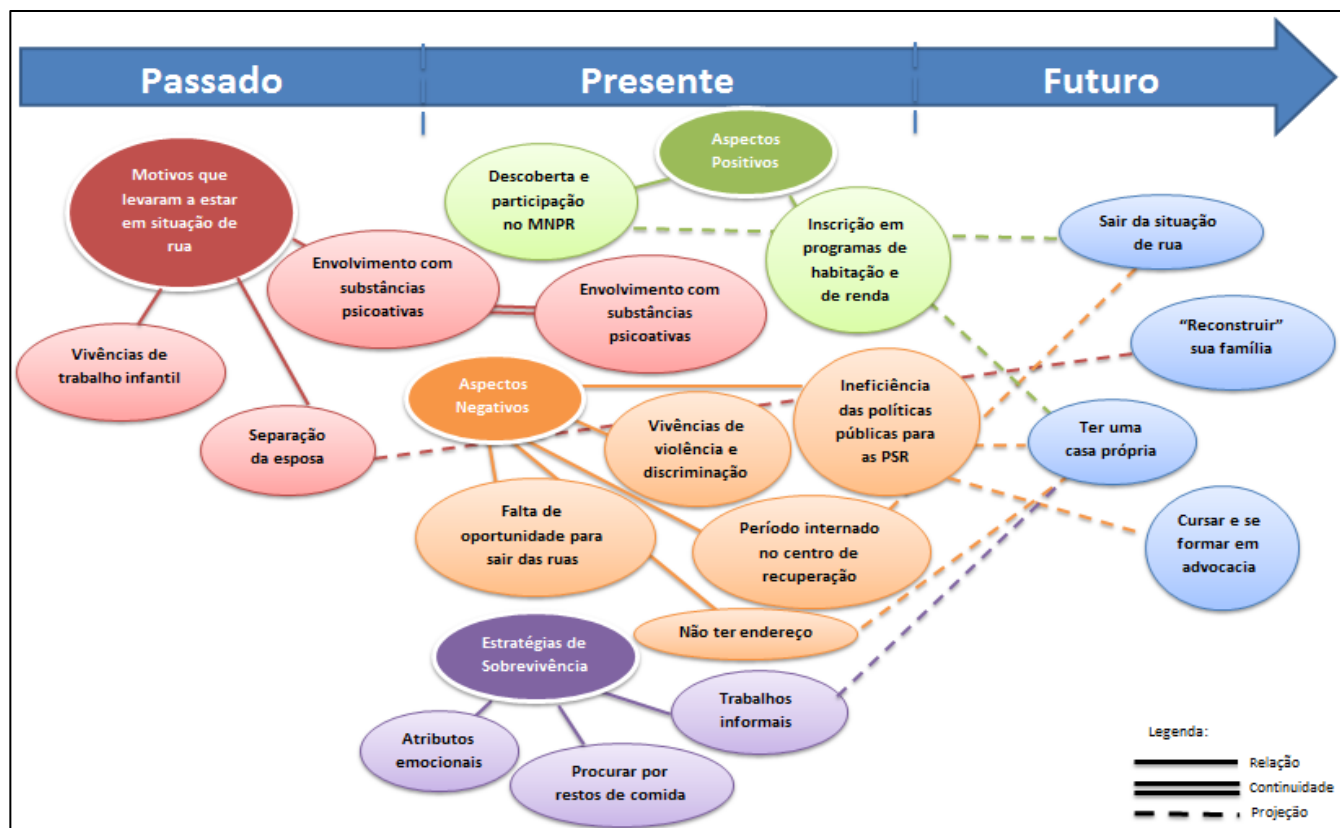 Passado
Presente
Futuro
Motivos que
levaram a estar
em situação de
rua
Envolvimento com
substâncias
psicoativas
Vivências de
trabalho infantil
Separação
da esposa
Aspectos
Positivos
Descoberta e
participação
no MNPR
Inscrição em
programas de
habitação e
de renda
Envolvimento com
substâncias
psicoativas
Aspectos
Negativos
Ineficiência
das políticas
públicas para
as PSR
Vivências de
violência e
discriminação
Falta de
oportunidade para
sair das ruas
Período internado
no centro de
recuperação
Não ter endereço
Estratégias de
Sobrevivência
Trabalhos
informais
Atributos
emocionais
Procurar por
restos de comida
Sair da situação
de rua
“Reconstruir”
sua família
Ter uma
casa própria
Cursar e se
formar em
advocacia
Legenda:
Relação
Continuidade
Projeção